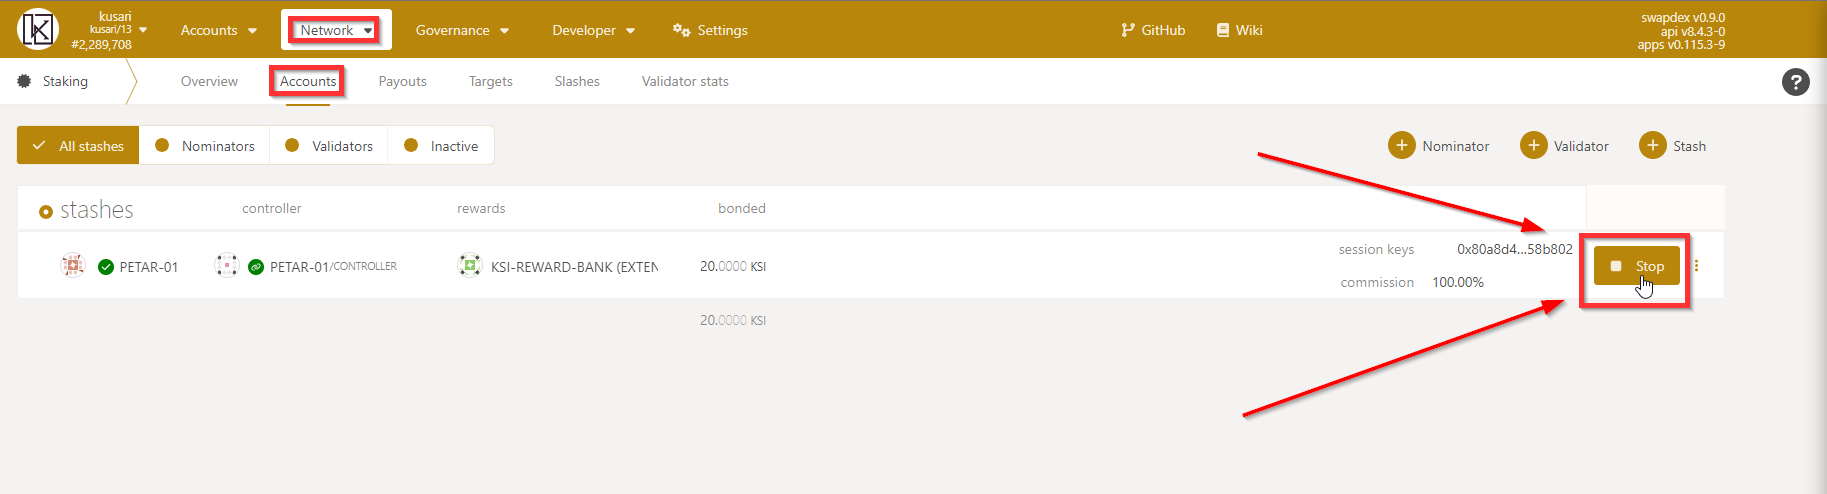 kusari
kusari/13
#2,289,708
Accounts
Network
Governance
Developer
Settings
GitHub
Wiki
swapdex v0.9.0
api v8.4.3-0
apps v0.115.3-9
Staking
Overview
Accounts
Payouts
Targets
Slashes
Validator stats
?
All stashes
Nominators
Validators
Inactive
Nominator
Validator
Stash
stashes
controller
rewards
bonded
PETAR-01
PETAR-01/CONTROLLER
KSI-REWARD-BANK (EXTEN
20.0000 KSI
session keys 0x80a8d4...58b802
commission 100.00%
Stop
20.0000 KSI